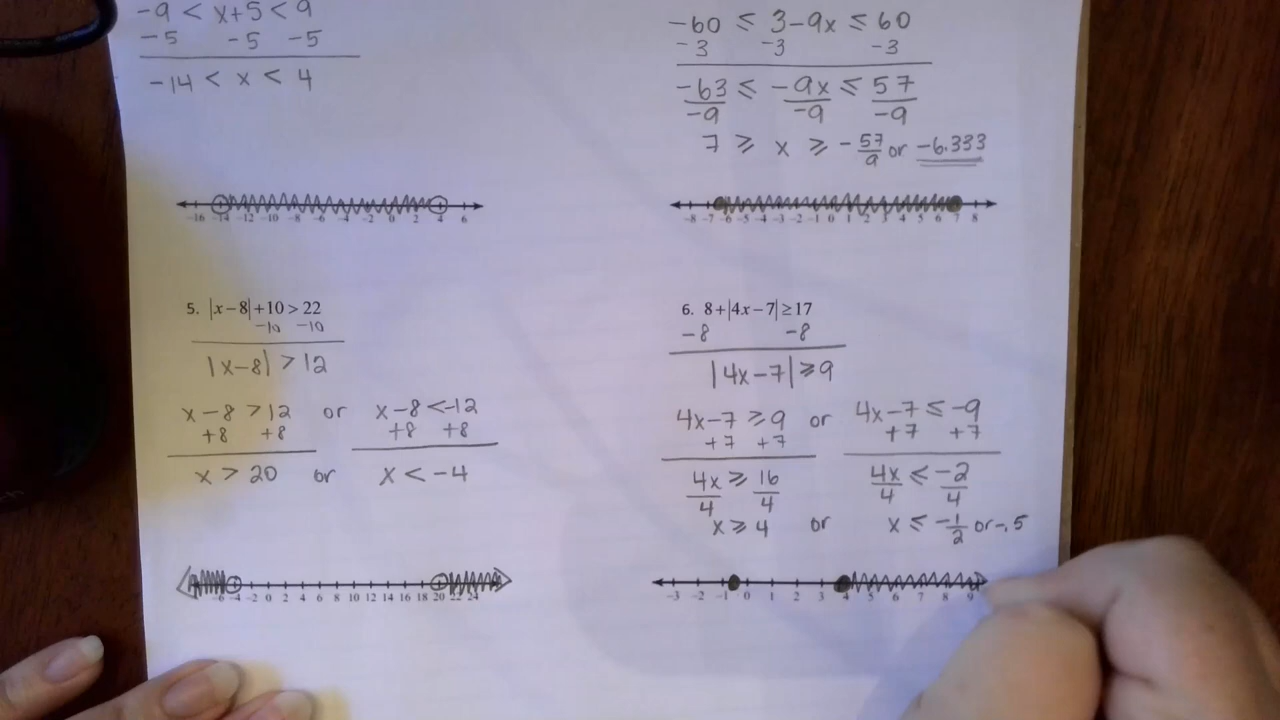 -9 < x+5 < 9
-5 -5 -5
-14 < x < 4
-16 -14 -12 -10 -8 -6 -4 -2 0 2 4 6
-60 ≤ 3-9x ≤ 60
-3 -3 -3
-63/-9 ≤ -9x/-9 ≤ 57/-9
7 ≥ x ≥ -57/9 or -6.333
-8 -7 -6 -5 -4 -3 -2 -1 0 1 2 3 4 5 6 7 8
5. |x-8|+10 > 22
-10 -10
|x-8| > 12
x-8 > 12 or x-8 < -12
+8 +8 +8 +8
x > 20 or x < -4
-6 -4 -2 0 2 4 6 8 10 12 14 16 18 20 22 24
6. 8+|4x-7| ≥ 17
-8 -8
|4x-7| ≥ 9
4x-7 ≥ 9 or 4x-7 ≤ -9
+7 +7 +7 +7
4x/4 ≥ 16/4 4x/4 ≤ -2/4
x ≥ 4 or x ≤ -1/2 or -.5
-3 -2 -1 0 1 2 3 4 5 6 7 8 9